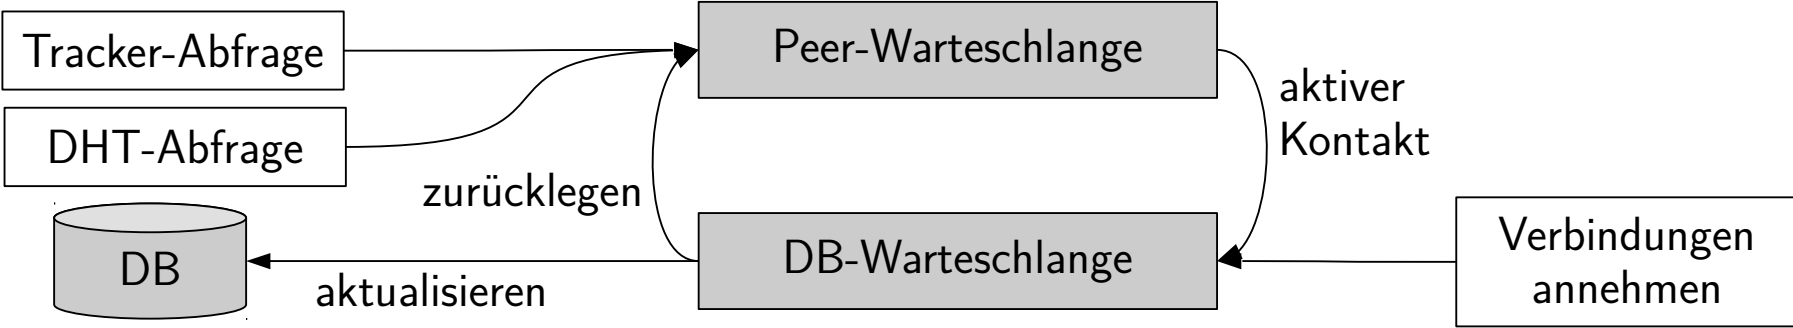 Tracker-Abfrage
Peer-Warteschlange
aktiver
Kontakt
DHT-Abfrage
zurücklegen
DB
aktualisieren
DB-Warteschlange
Verbindungen
annehmen